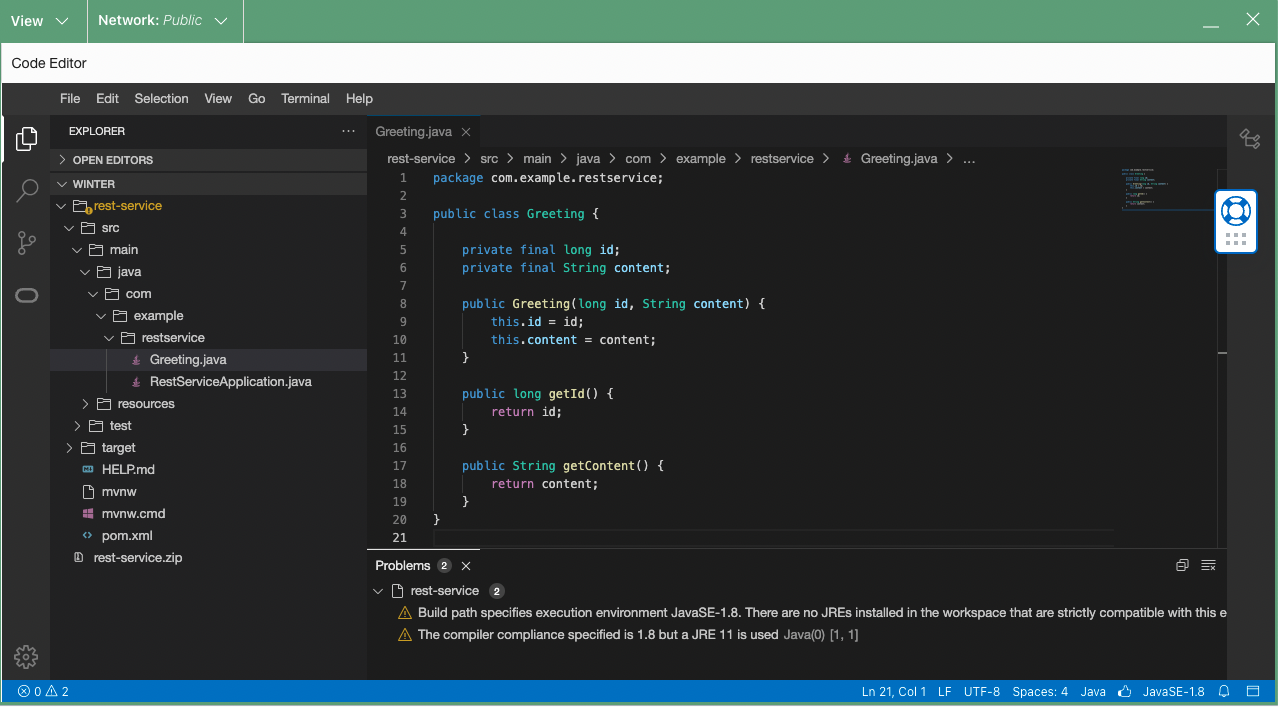 View Network: Public
Code Editor
File Edit Selection View Go Terminal Help
EXPLORER
OPEN EDITORS
WINTER
rest-service
src
main
java
com
example
restservice
Greeting.java
RestServiceApplication.java
resources
test
target
HELP.md
mvnw
mvnw.cmd
pom.xml
rest-service.zip
Greeting.java
rest-service > src > main > java > com > example > restservice > Greeting.java > ...
1 package com.example.restservice;
2
3 public class Greeting {
4
5 private final long id;
6 private final String content;
7
8 public Greeting(long id, String content) {
9 this.id = id;
10 this.content = content;
11 }
12
13 public long getId() {
14 return id;
15 }
16
17 public String getContent() {
18 return content;
19 }
20 }
21
Problems 2
rest-service 2
Build path specifies execution environment JavaSE-1.8. There are no JREs installed in the workspace that are strictly compatible with this e
The compiler compliance specified is 1.8 but a JRE 11 is used Java(0) [1, 1]
0 2 Ln 21, Col 1 LF UTF-8 Spaces: 4 Java JavaSE-1.8